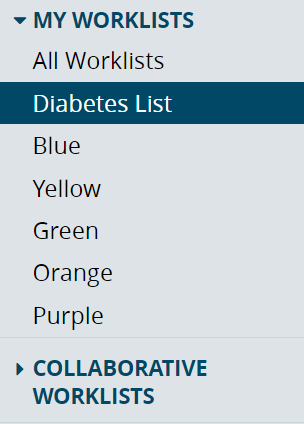 MY WORKLISTS
All Worklists
Diabetes List
Blue
Yellow
Green
Orange
Purple
COLLABORATIVE
WORKLISTS